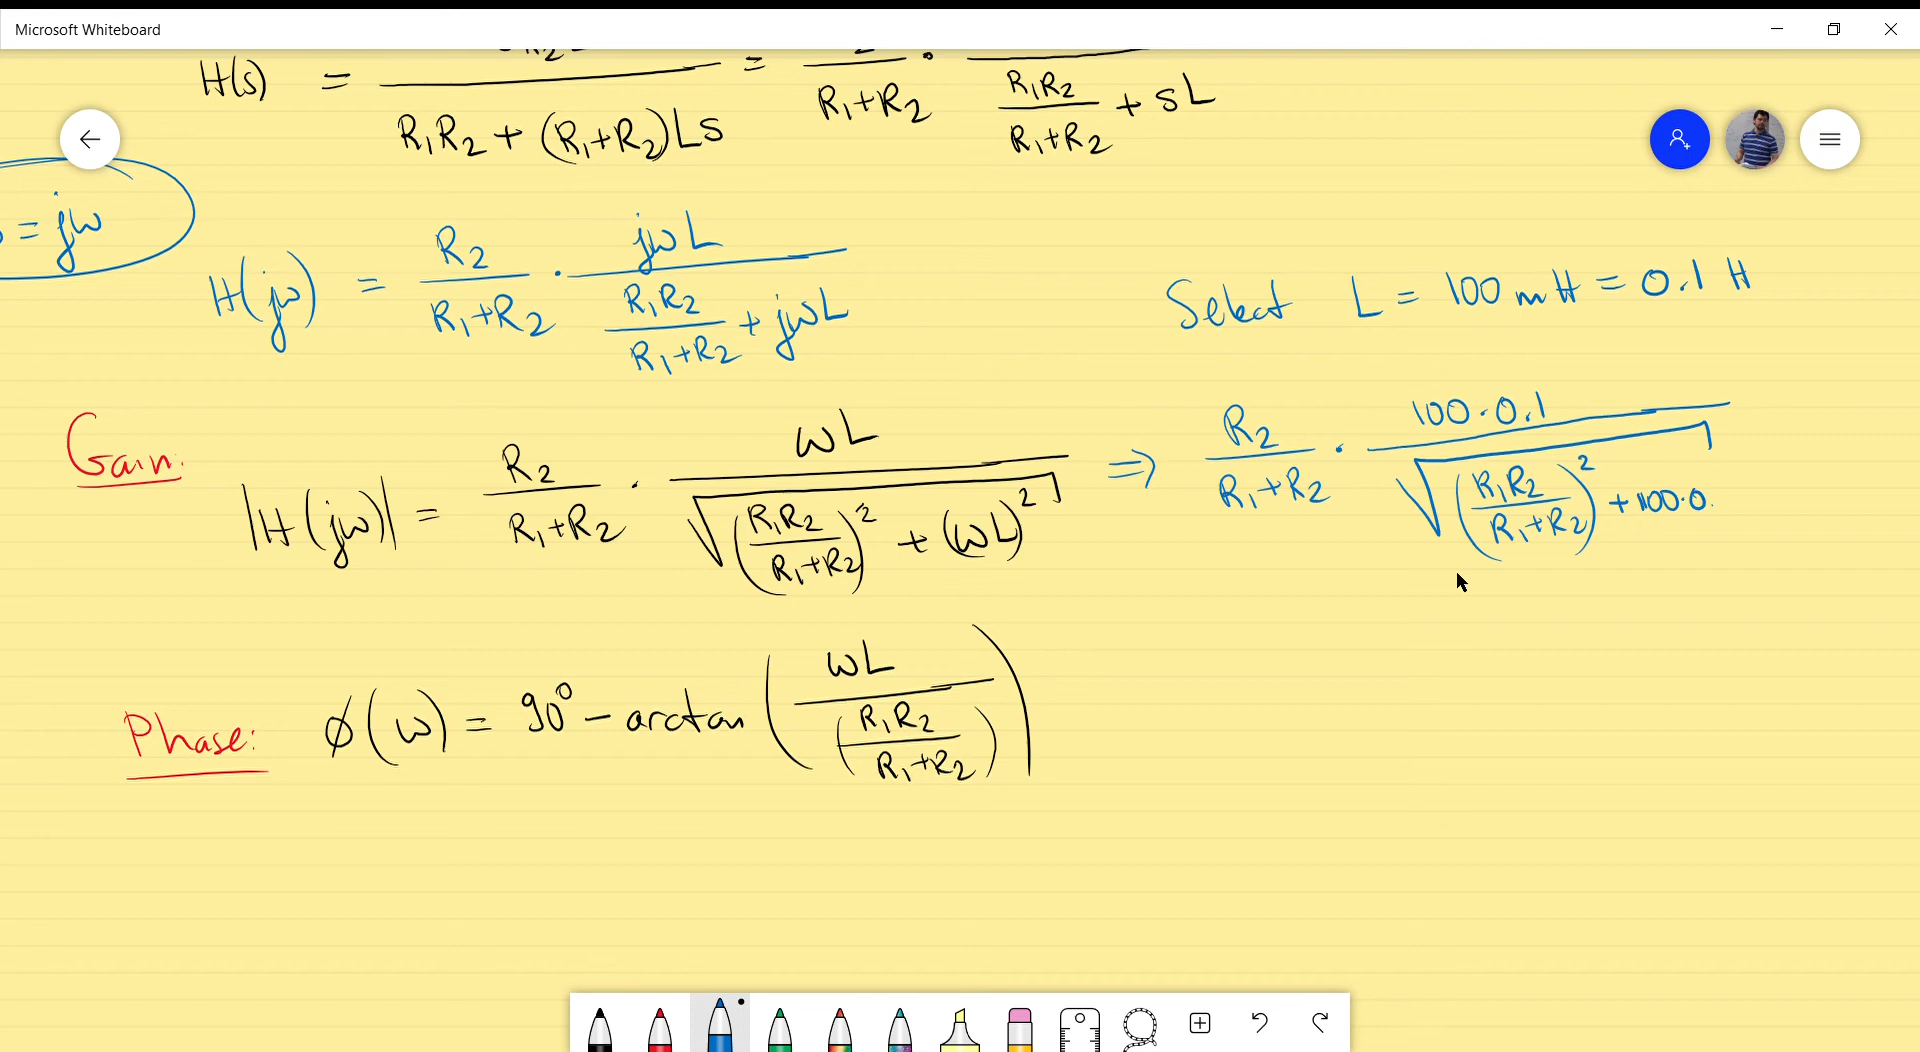 Microsoft Whiteboard
H(s) = / R₁R₂ + (R₁+R₂)Ls = / R₁+R₂ · / R₁R₂ / R₁+R₂ + sL
= jω
H(jω) = R₂ / R₁+R₂ · jωL / R₁R₂ / R₁+R₂ + jωL
Select L = 100 mH = 0.1 H
Gain:
|H(jω)| = R₂ / R₁+R₂ · ωL / √(R₁R₂ / R₁+R₂)² + (ωL)² ⇒ R₂ / R₁+R₂ · 100·0.1 / √(R₁R₂ / R₁+R₂)² + 100·0.
Phase: φ(ω) = 90° − arctan (ωL / (R₁R₂ / R₁+R₂))